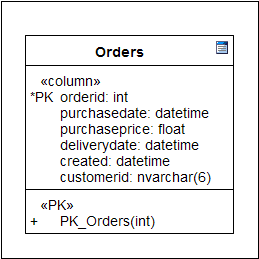 Orders
«column»
*PK orderid: int
purchasedate: datetime
purchaseprice: float
deliverydate: datetime
created: datetime
customerid: nvarchar(6)
«PK»
+ PK_Orders(int)